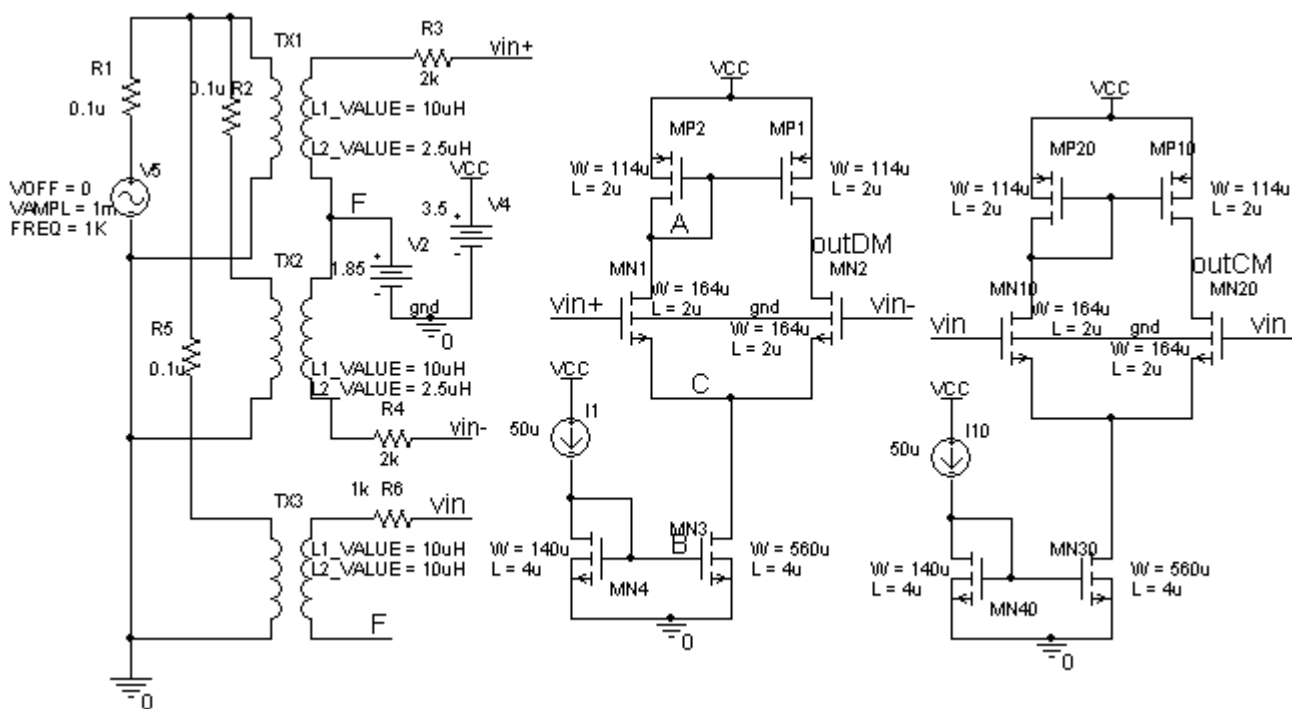 TX1
R3
vin+
2k
R1
0.1u
0.1u R2
L1_VALUE = 10uH
L2_VALUE = 2.5uH
V5
VOFF = 0
VAMPL = 1m
FREQ = 1K
F
VCC
3.5
+
-
V4
V2
+
1.85
-
gnd
0
TX2
R5
0.1u
L1_VALUE = 10uH
L2_VALUE = 2.5uH
R4
vin-
2k
TX3
1k R6
vin
L1_VALUE = 10uH
L2_VALUE = 10uH
F
0
VCC
MP2
MP1
W = 114u
L = 2u
W = 114u
L = 2u
A
outDM
MN1
MN2
W = 164u
L = 2u
gnd
W = 164u
L = 2u
vin+
vin-
C
VCC
I1
50u
MN3
B
W = 140u
L = 4u
MN4
W = 560u
L = 4u
0
VCC
MP20
MP10
W = 114u
L = 2u
W = 114u
L = 2u
outCM
MN10
MN20
W = 164u
L = 2u
gnd
W = 164u
L = 2u
vin
vin
VCC
I10
50u
MN30
W = 140u
L = 4u
MN40
W = 560u
L = 4u
0